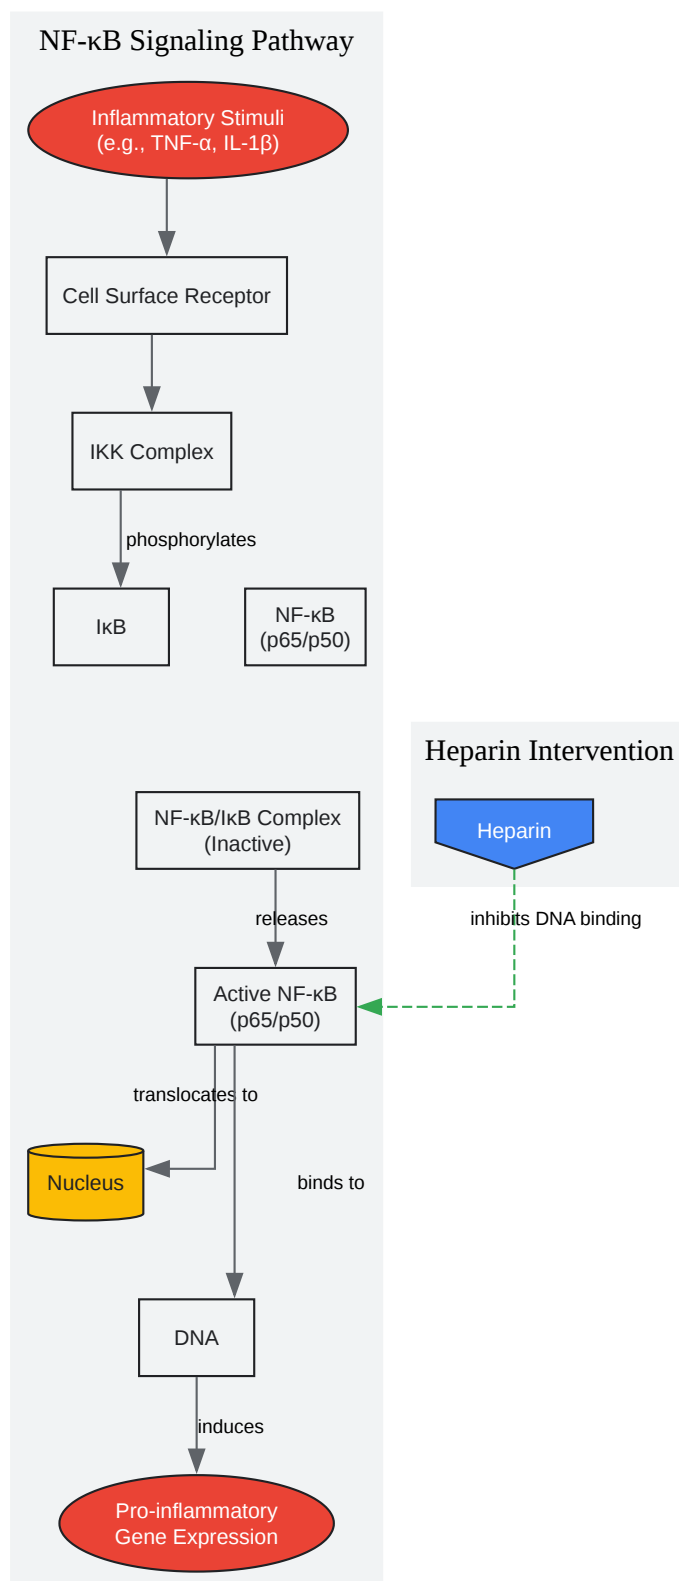 NF-κB Signaling Pathway
Inflammatory Stimuli
(e.g., TNF-α, IL-1β)
Cell Surface Receptor
IKK Complex
phosphorylates
IκB
NF-κB
(p65/p50)
Heparin Intervention
NF-κB/IκB Complex
(Inactive)
Heparin
releases
inhibits DNA binding
Active NF-κB
(p65/p50)
translocates to
Nucleus
binds to
DNA
induces
Pro-inflammatory
Gene Expression